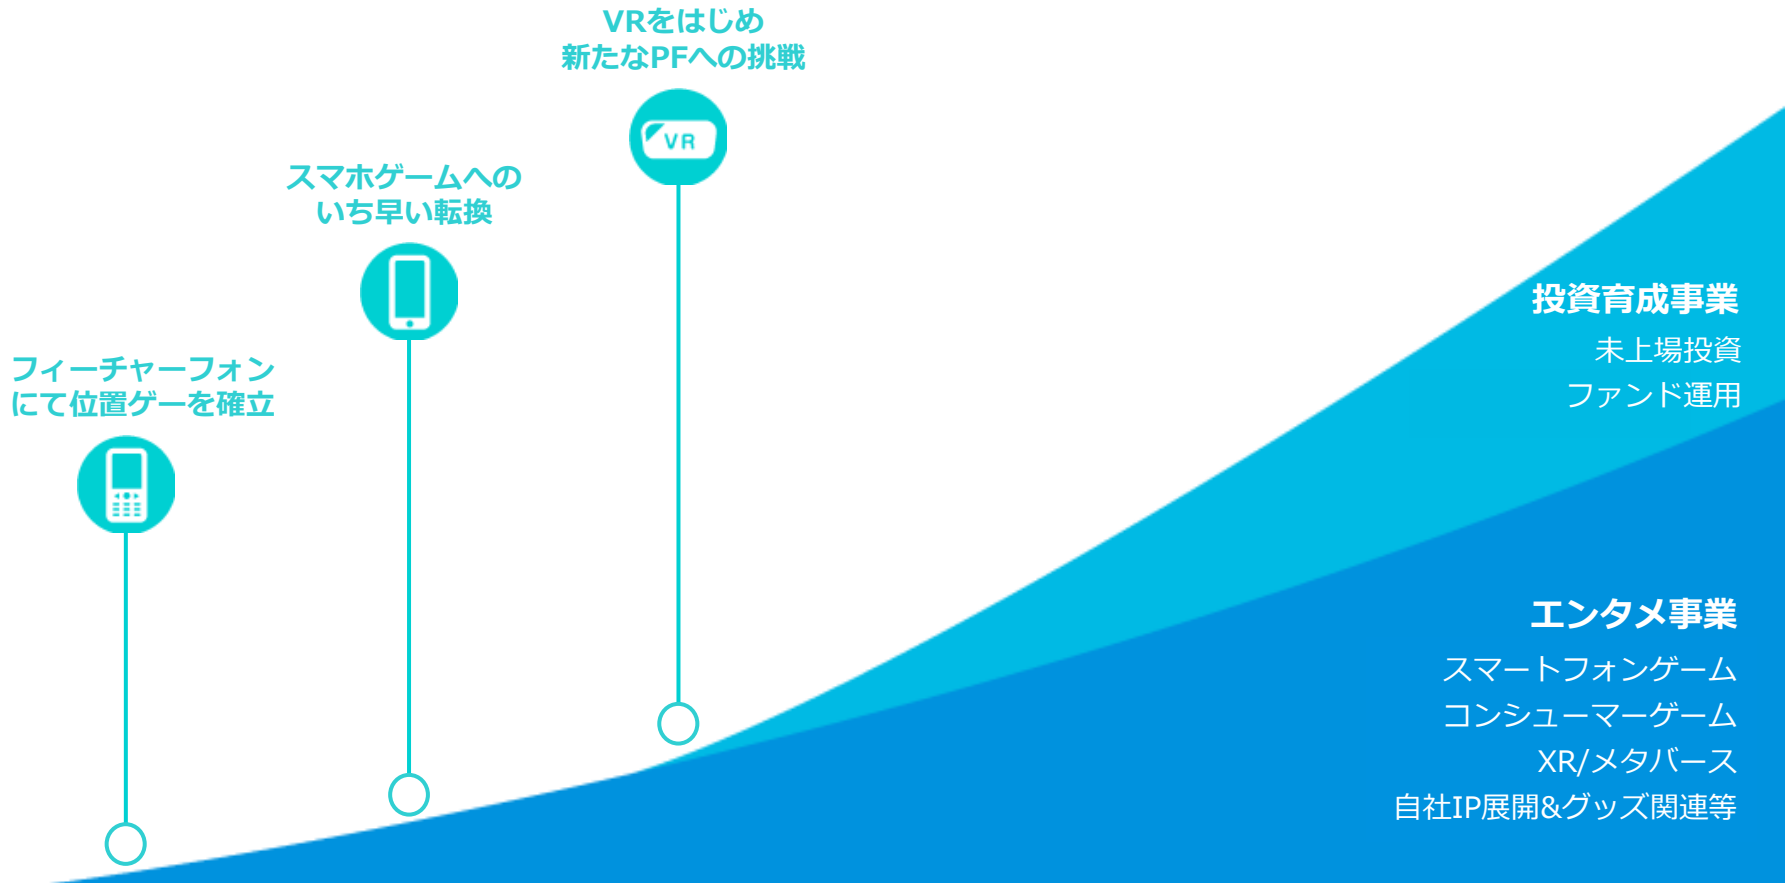 VRをはじめ
新たなPFへの挑戦
VR
スマホゲームへの
いち早い転換
フィーチャーフォン
にて位置ゲーを確立
投資育成事業
未上場投資
ファンド運用
エンタメ事業
スマートフォンゲーム
コンシューマーゲーム
XR/メタバース
自社IP展開&グッズ関連等